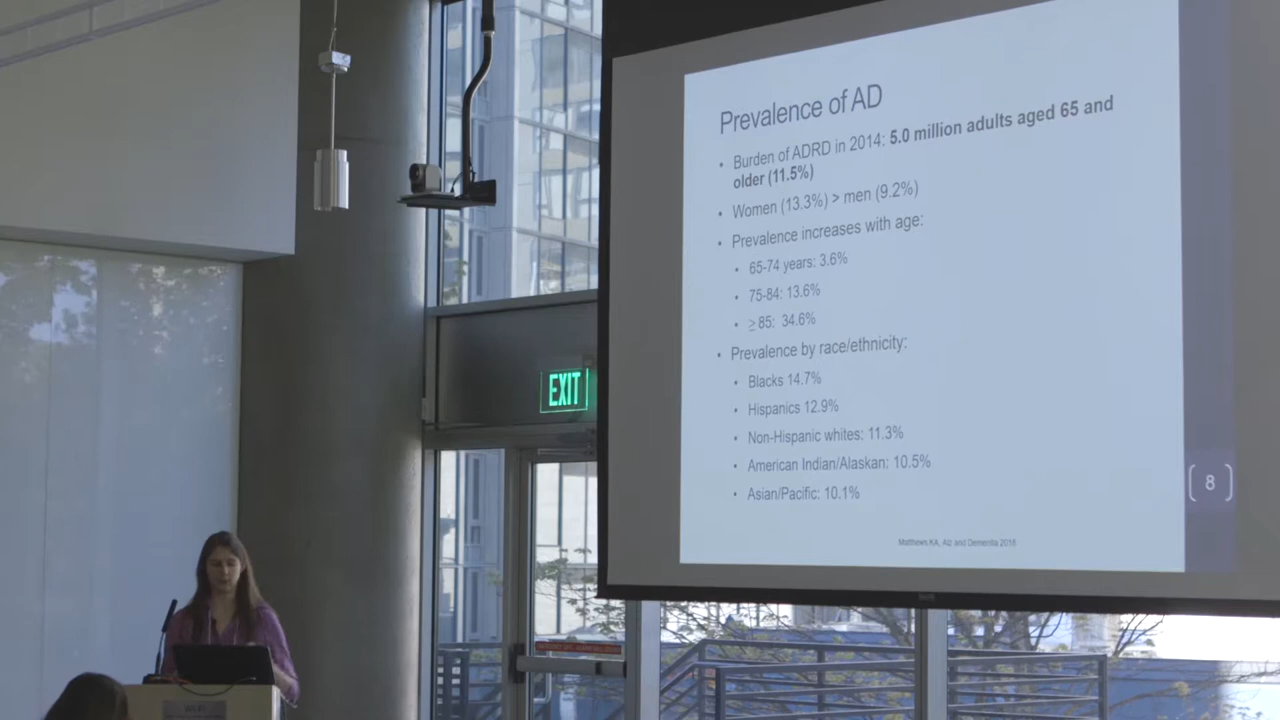 Prevalence of AD
• Burden of ADRD in 2014: 5.0 million adults aged 65 and
older (11.5%)
• Women (13.3%) > men (9.2%)
• Prevalence increases with age:
• 65-74 years: 3.6%
• 75-84: 13.6%
• ≥ 85: 34.6%
• Prevalence by race/ethnicity:
• Blacks 14.7%
• Hispanics 12.9%
• Non-Hispanic whites: 11.3%
• American Indian/Alaskan: 10.5%
• Asian/Pacific: 10.1%
Matthews KA, Alz and Dementia 2018
8
EXIT